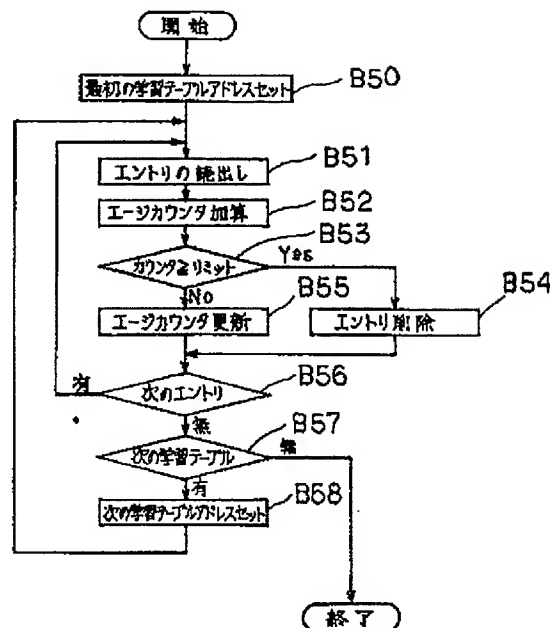 開始
最初の学習テーブルアドレスセット
B50
エントリの読出し
B51
エージカウンタ加算
B52
カウンタ≧リミット
B53
Yes
No
エージカウンタ更新
B55
エントリ削除
B54
次のエントリ
B56
有
無
次の学習テーブル
B57
無
有
次の学習テーブルアドレスセット
B58
終了